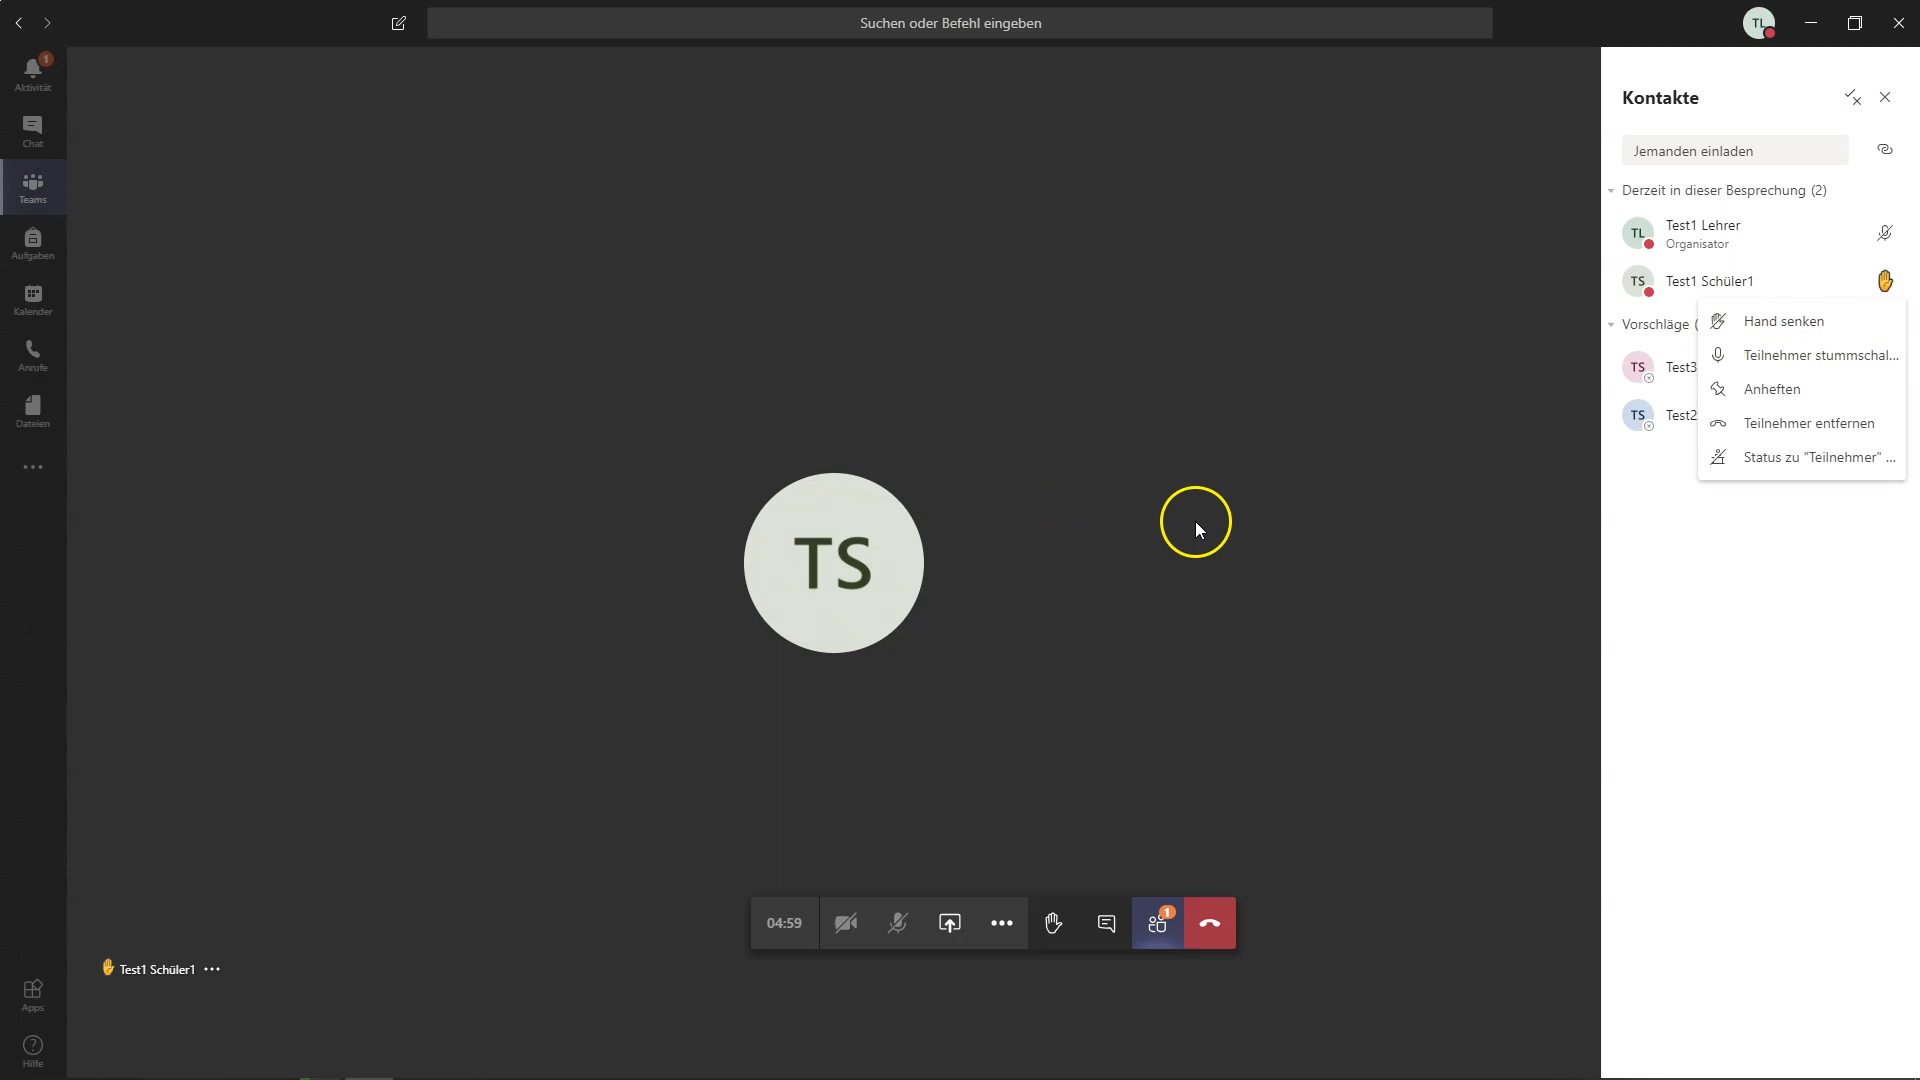 Suchen oder Befehl eingeben
TL
1
Aktivität
Chat
Teams
Aufgaben
Kalender
Anrufe
Dateien
Apps
Hilfe
TS
Test1 Schüler1
04:59
1
Kontakte
Jemanden einladen
Derzeit in dieser Besprechung (2)
TL
Test1 Lehrer
Organisator
TS
Test1 Schüler1
Vorschläge (
TS
Test3
TS
Test2
Hand senken
Teilnehmer stummschal...
Anheften
Teilnehmer entfernen
Status zu "Teilnehmer" ...